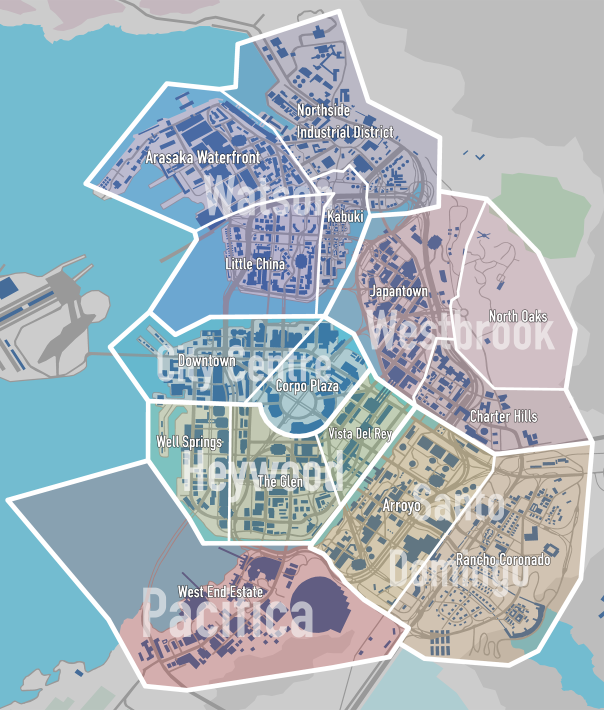 Northside
Industrial District
Arasaka Waterfront
Watson
Kabuki
Little China
Japantown
North Oaks
Westbrook
Downtown
City Centre
Corpo Plaza
Charter Hills
Well Springs
Vista Del Rey
Heywood
The Glen
Arroyo
Santo
Domingo
Rancho Coronado
West End Estate
Pacifica